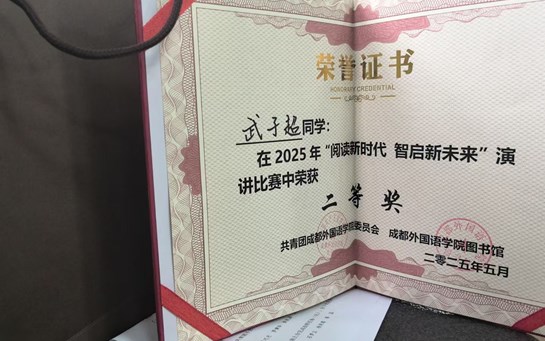 荣誉证书
HONORARY CREDENTIAL
武子超同学：
在2025年“阅读新时代 智启新未来”演
讲比赛中荣获
二等奖
共青团成都外国语学院委员会 成都外国语学院图书馆
二零二五年五月